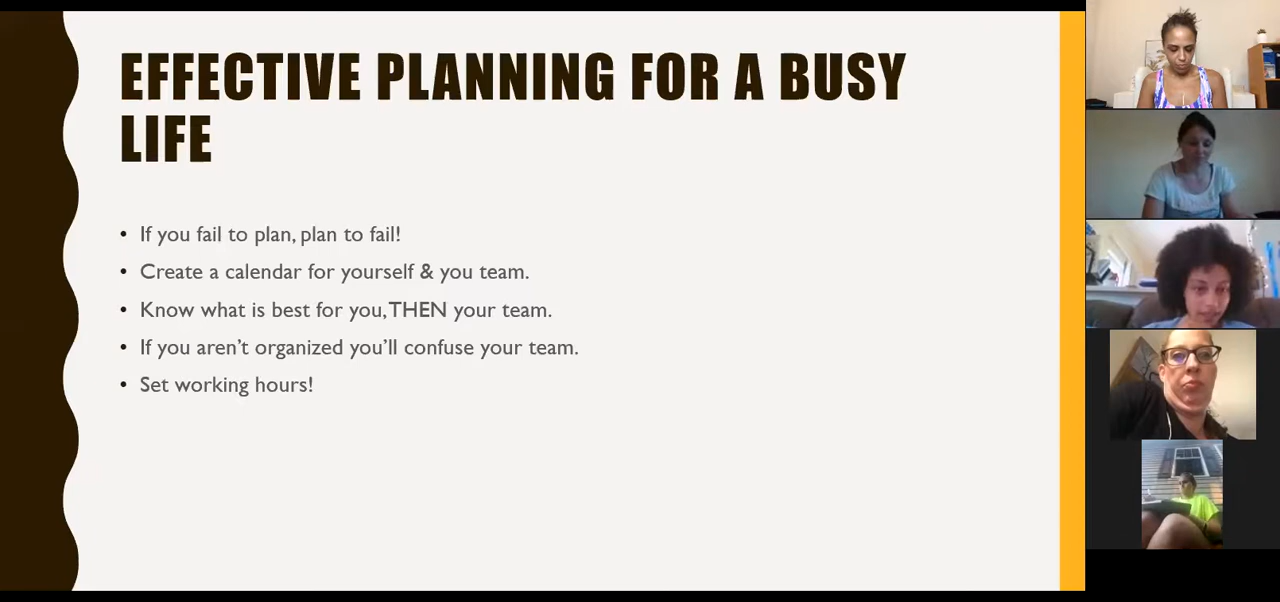 EFFECTIVE PLANNING FOR A BUSY
LIFE
• If you fail to plan, plan to fail!
• Create a calendar for yourself & you team.
• Know what is best for you, THEN your team.
• If you aren't organized you'll confuse your team.
• Set working hours!